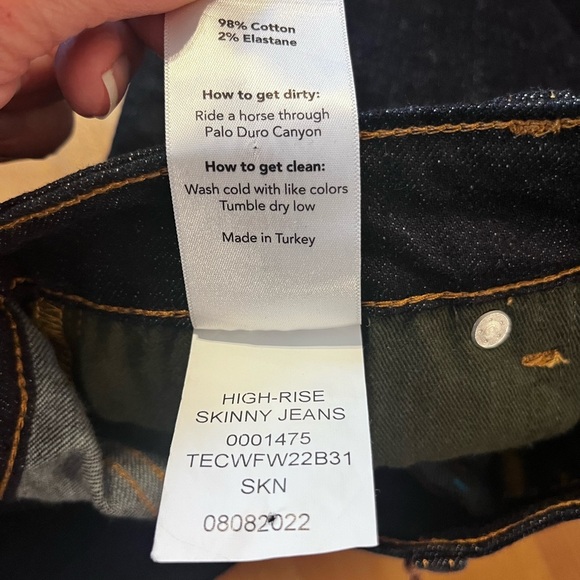 98% Cotton
2% Elastane
How to get dirty:
Ride a horse through
Palo Duro Canyon
How to get clean:
Wash cold with like colors
Tumble dry low
Made in Turkey
HIGH-RISE
SKINNY JEANS
0001475
TECWFW22B31
SKN
08082022